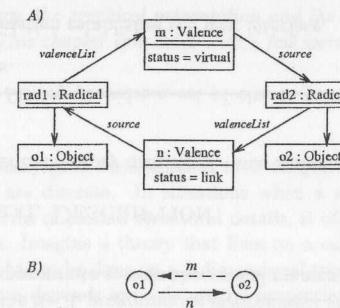 A)
m : Valence
status = virtual
valenceList
source
rad1 : Radical
rad2 : Radical
source
valenceList
o1 : Object
n : Valence
status = link
o2 : Object
B)
m
o1
o2
n